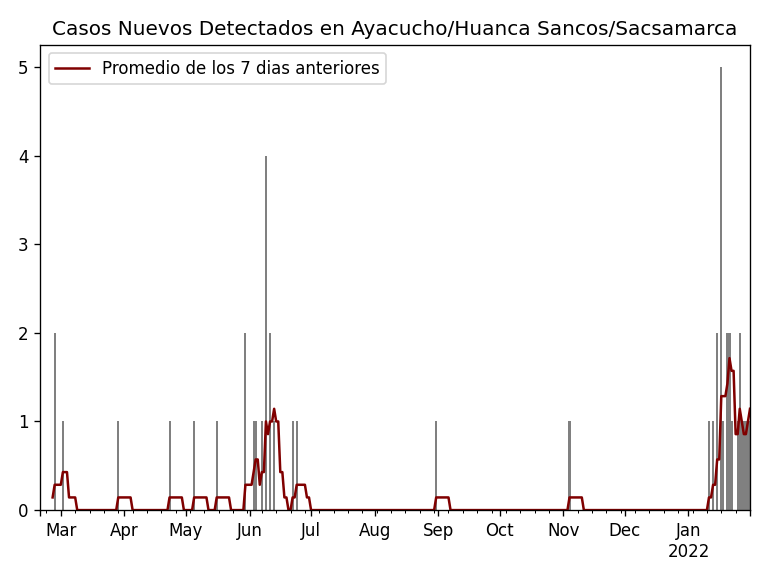 Casos Nuevos Detectados en Ayacucho/Huanca Sancos/Sacsamarca
Promedio de los 7 dias anteriores
5
4
3
2
1
0
Mar Apr May Jun Jul Aug Sep Oct Nov Dec Jan
2022